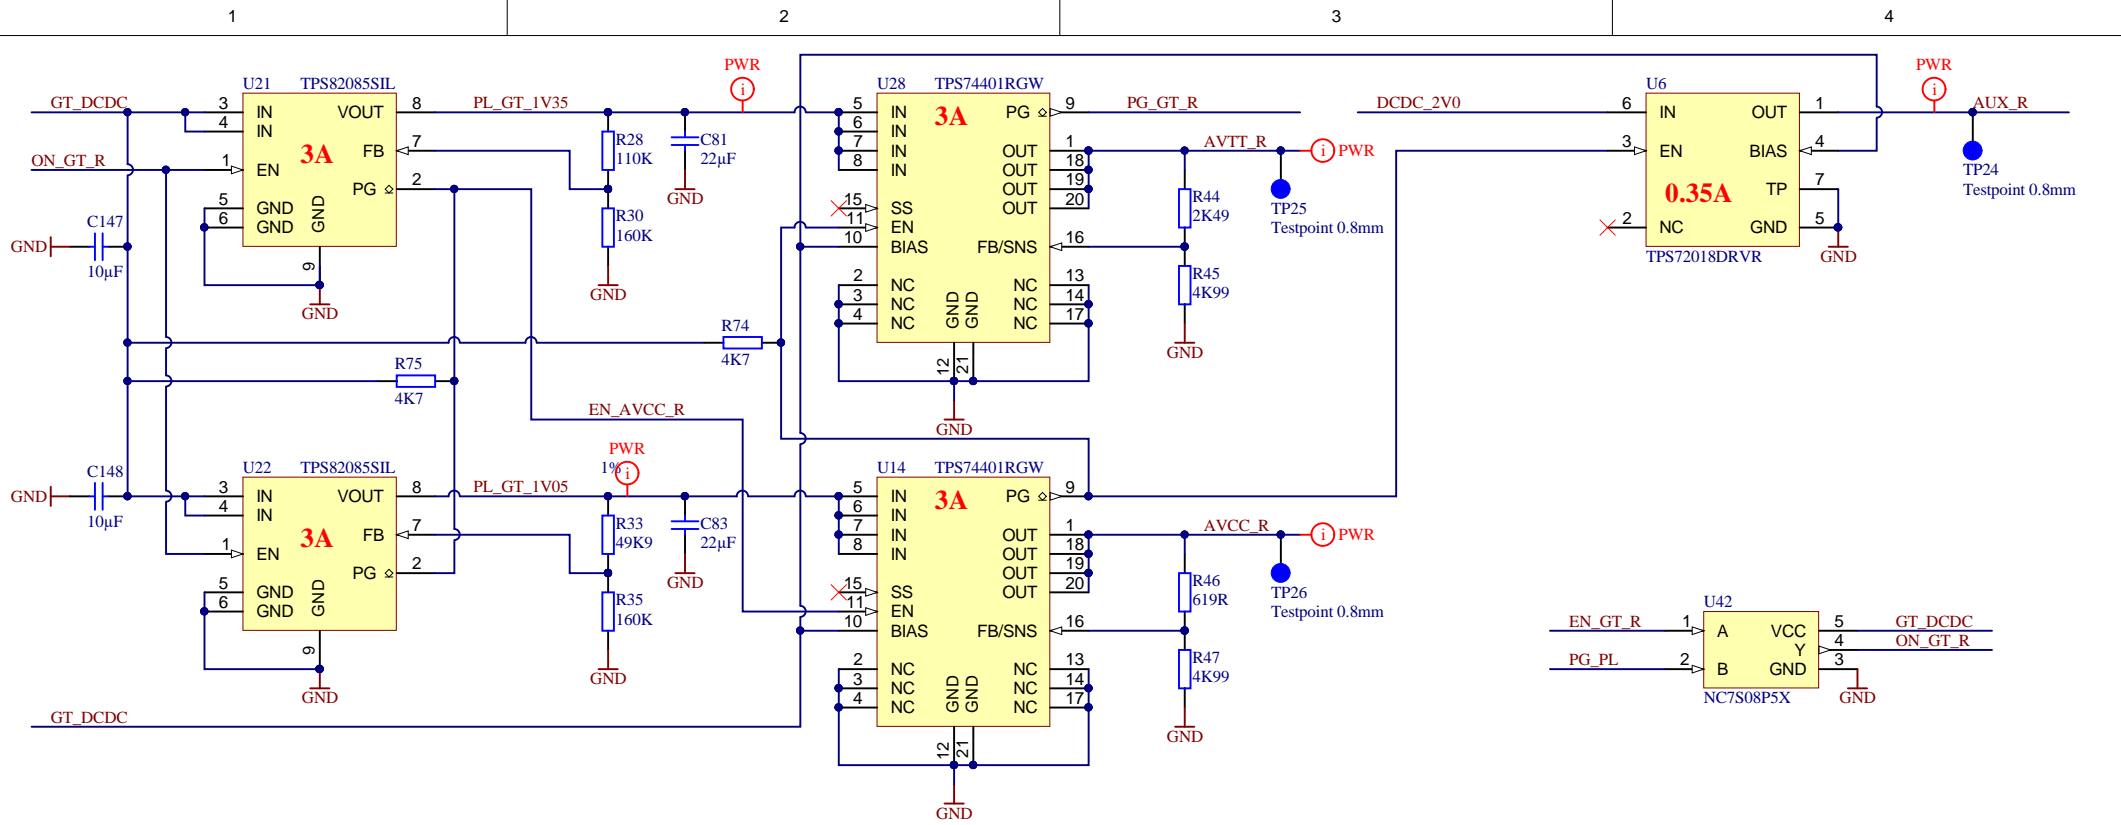 1 2 3 4
U21 TPS82085SIL
GT_DCDC
ON_GT_R
3 IN
4 IN
1 EN
5 GND
6 GND
GND
9
VOUT 8
FB 7
PG 2
3A
GND
C147
10µF
GND
PL_GT_1V35
R28
110K
R30
160K
GND
C81
22µF
GND
PWR
i
U28 TPS74401RGW
3A
5 IN
6 IN
7 IN
8 IN
15 SS
11 EN
10 BIAS
2 NC
3 NC
4 NC
PG 9
OUT 1
OUT 18
OUT 19
OUT 20
FB/SNS 16
NC 13
NC 14
NC 17
GND GND
12 21
GND
PG_GT_R
AVTT_R
i PWR
TP25
Testpoint 0.8mm
R44
2K49
R45
4K99
GND
DCDC_2V0
U6
6 IN
3 EN
2 NC
OUT 1
BIAS 4
TP 7
GND 5
0.35A
TPS72018DRVR
GND
PWR
i
AUX_R
TP24
Testpoint 0.8mm
R74
4K7
R75
4K7
EN_AVCC_R
C148
10µF
GND
U22 TPS82085SIL
3 IN
4 IN
1 EN
5 GND
6 GND
GND
9
VOUT 8
FB 7
PG 2
3A
GND
PL_GT_1V05
PWR
1%
i
R33
49K9
R35
160K
GND
C83
22µF
GND
GT_DCDC
U14 TPS74401RGW
3A
5 IN
6 IN
7 IN
8 IN
15 SS
11 EN
10 BIAS
2 NC
3 NC
4 NC
PG 9
OUT 1
OUT 18
OUT 19
OUT 20
FB/SNS 16
NC 13
NC 14
NC 17
GND GND
12 21
GND
AVCC_R
i PWR
TP26
Testpoint 0.8mm
R46
619R
R47
4K99
GND
U42
EN_GT_R 1 A
PG_PL 2 B
VCC 5 GT_DCDC
Y 4 ON_GT_R
GND 3
NC7S08P5X
GND